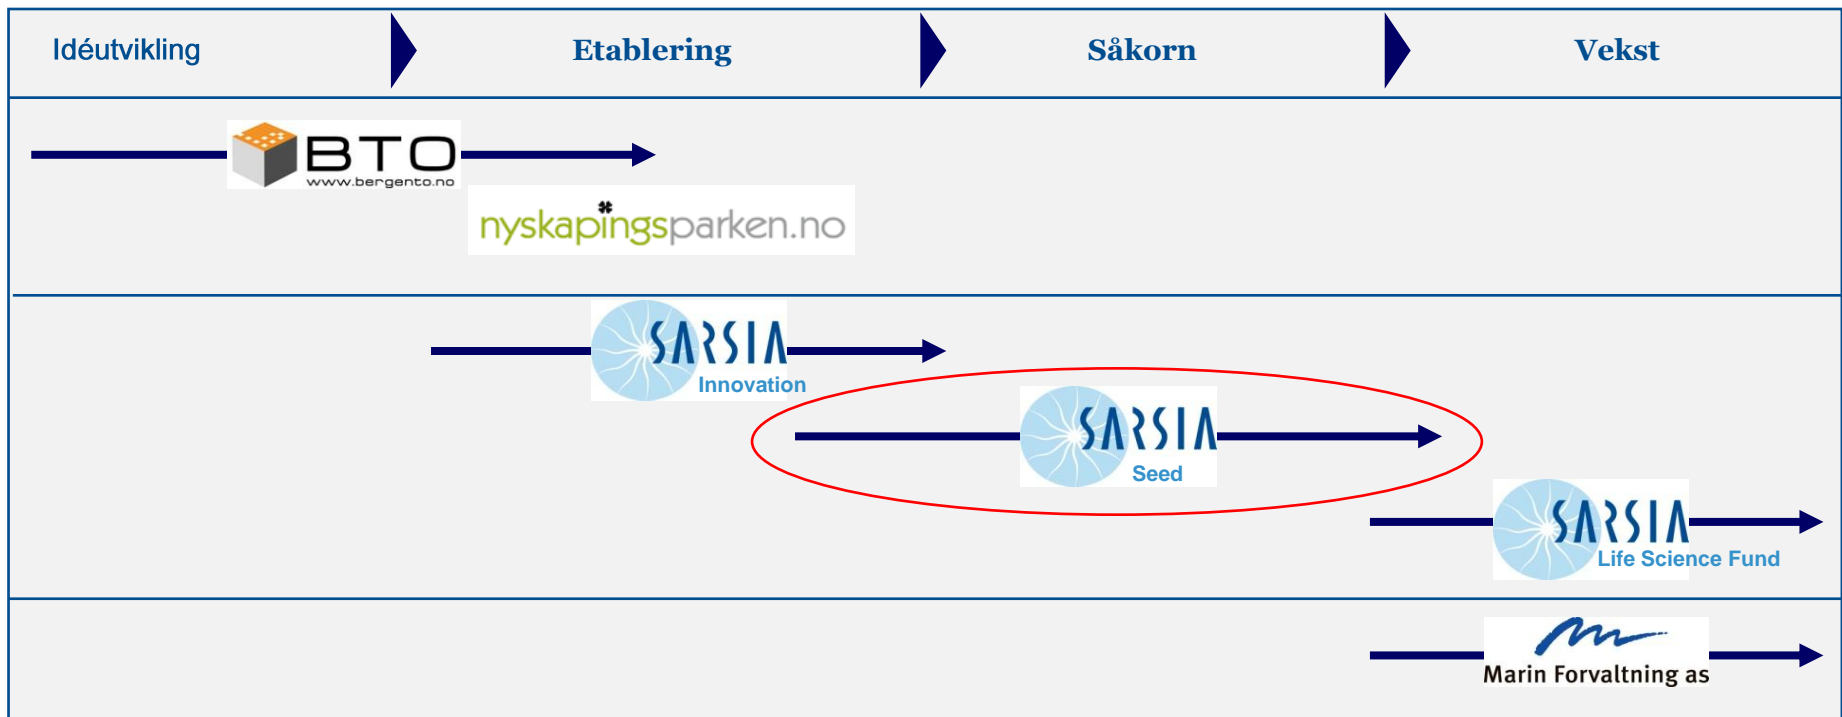 Idéutvikling
Etablering
Såkorn
Vekst
BTO
www.bergento.no
nyskapingsparken.no
SARSIA
Innovation
SARSIA
Seed
SARSIA
Life Science Fund
Marin Forvaltning as